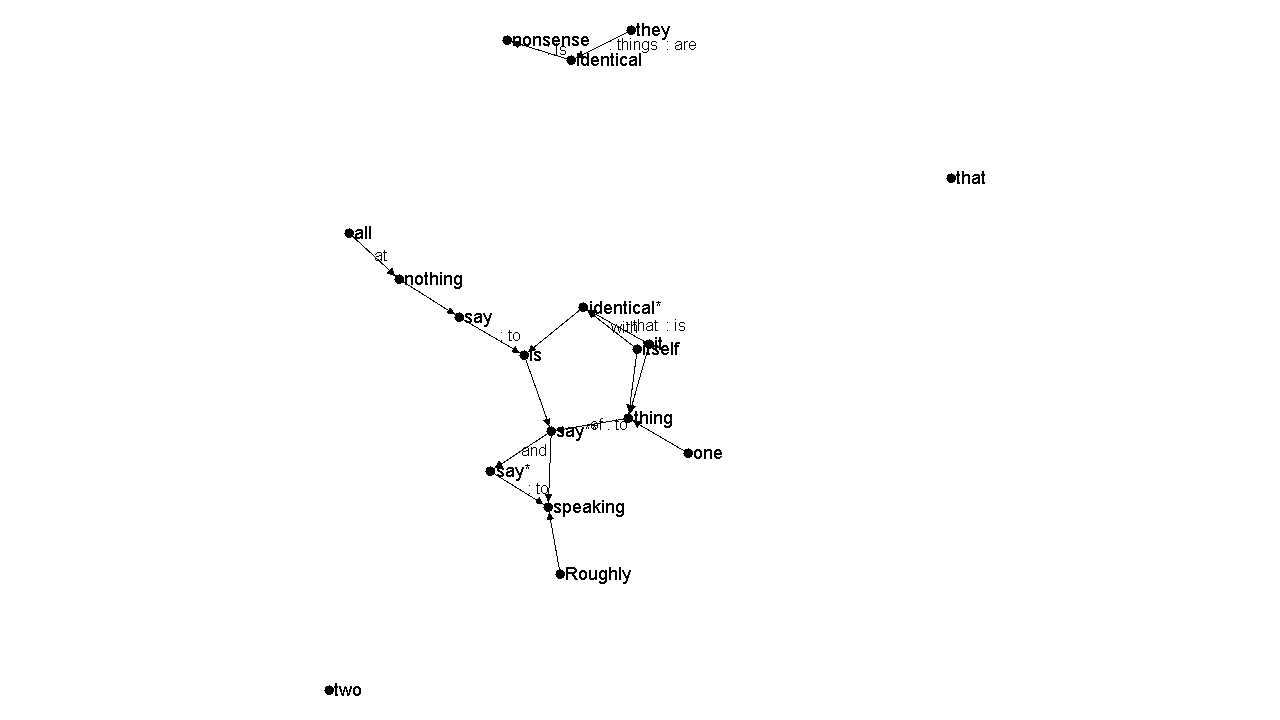 they
nonsense
: things : are
: is
identical
that
all
at
nothing
identical*
say
with
: that : is
: to
it
itself
is
thing
of : to
say**
and
one
say*
: to
speaking
Roughly
two